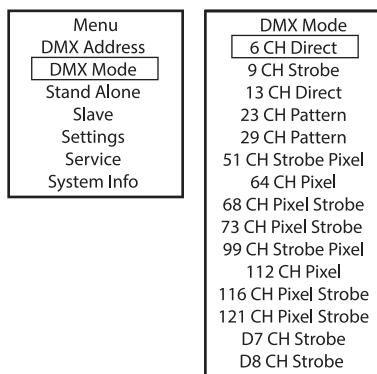 Menu
DMX Address
DMX Mode
Stand Alone
Slave
Settings
Service
System Info
DMX Mode
6 CH Direct
9 CH Strobe
13 CH Direct
23 CH Pattern
29 CH Pattern
51 CH Strobe Pixel
64 CH Pixel
68 CH Pixel Strobe
73 CH Pixel Strobe
99 CH Strobe Pixel
112 CH Pixel
116 CH Pixel Strobe
121 CH Pixel Strobe
D7 CH Strobe
D8 CH Strobe